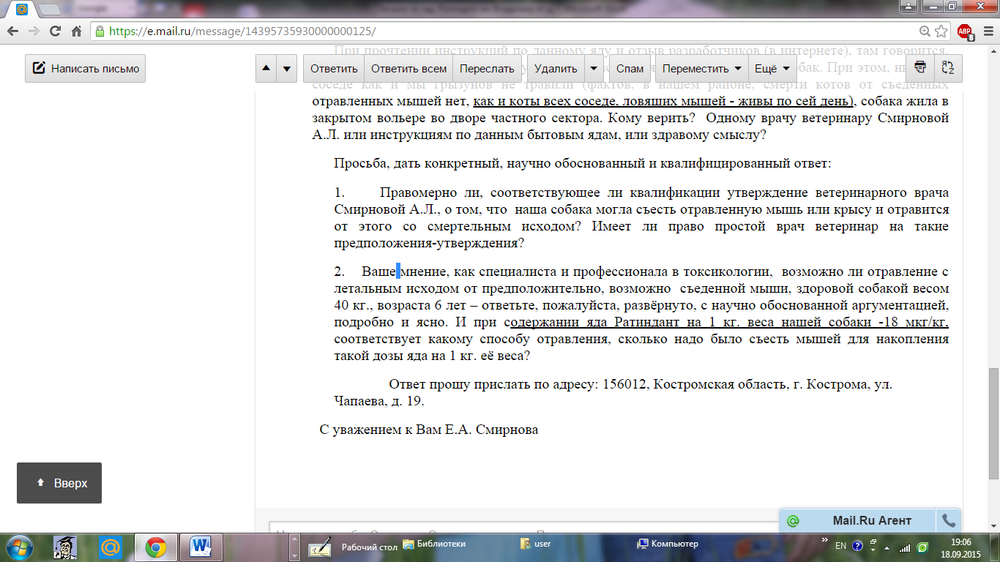 https://e.mail.ru/message/14395735930000000125/
Написать письмо
Ответить Ответить всем Переслать Удалить Спам Переместить Ещё
При прочтении инструкций по данному яду и отзыв разработчиков (в интернете), там говорится,
собак. При этом,
соседе как и мы грызунов не травили (фактов, в нашем районе, смерти котов от съеденных
отравленных мышей нет, как и коты всех соседе, ловящих мышей - живы по сей день), собака жила в
закрытом вольере во дворе частного сектора. Кому верить? Одному врачу ветеринару Смирновой
А.Л. или инструкциям по данным бытовым ядам, или здравому смыслу?
Просьба, дать конкретный, научно обоснованный и квалифицированный ответ:
1. Правомерно ли, соответствующее ли квалификации утверждение ветеринарного врача
Смирновой А.Л., о том, что наша собака могла съесть отравленную мышь или крысу и отравится
от этого со смертельным исходом? Имеет ли право простой врач ветеринар на такие
предположения-утверждения?
2. Ваше мнение, как специалиста и профессионала в токсикологии, возможно ли отравление с
летальным исходом от предположительно, возможно съеденной мыши, здоровой собакой весом
40 кг., возраста 6 лет – ответьте, пожалуйста, развёрнуто, с научно обоснованной аргументацией,
подробно и ясно. И при содержании яда Ратиндант на 1 кг. веса нашей собаки -18 мкг/кг,
соответствует какому способу отравления, сколько надо было съесть мышей для накопления
такой дозы яда на 1 кг. её веса?
Ответ прошу прислать по адресу: 156012, Костромская область, г. Кострома, ул.
Чапаева, д. 19.
С уважением к Вам Е.А. Смирнова
Вверх
Mail.Ru Агент
Рабочий стол Библиотеки user Компьютер EN 19:06
18.09.2015